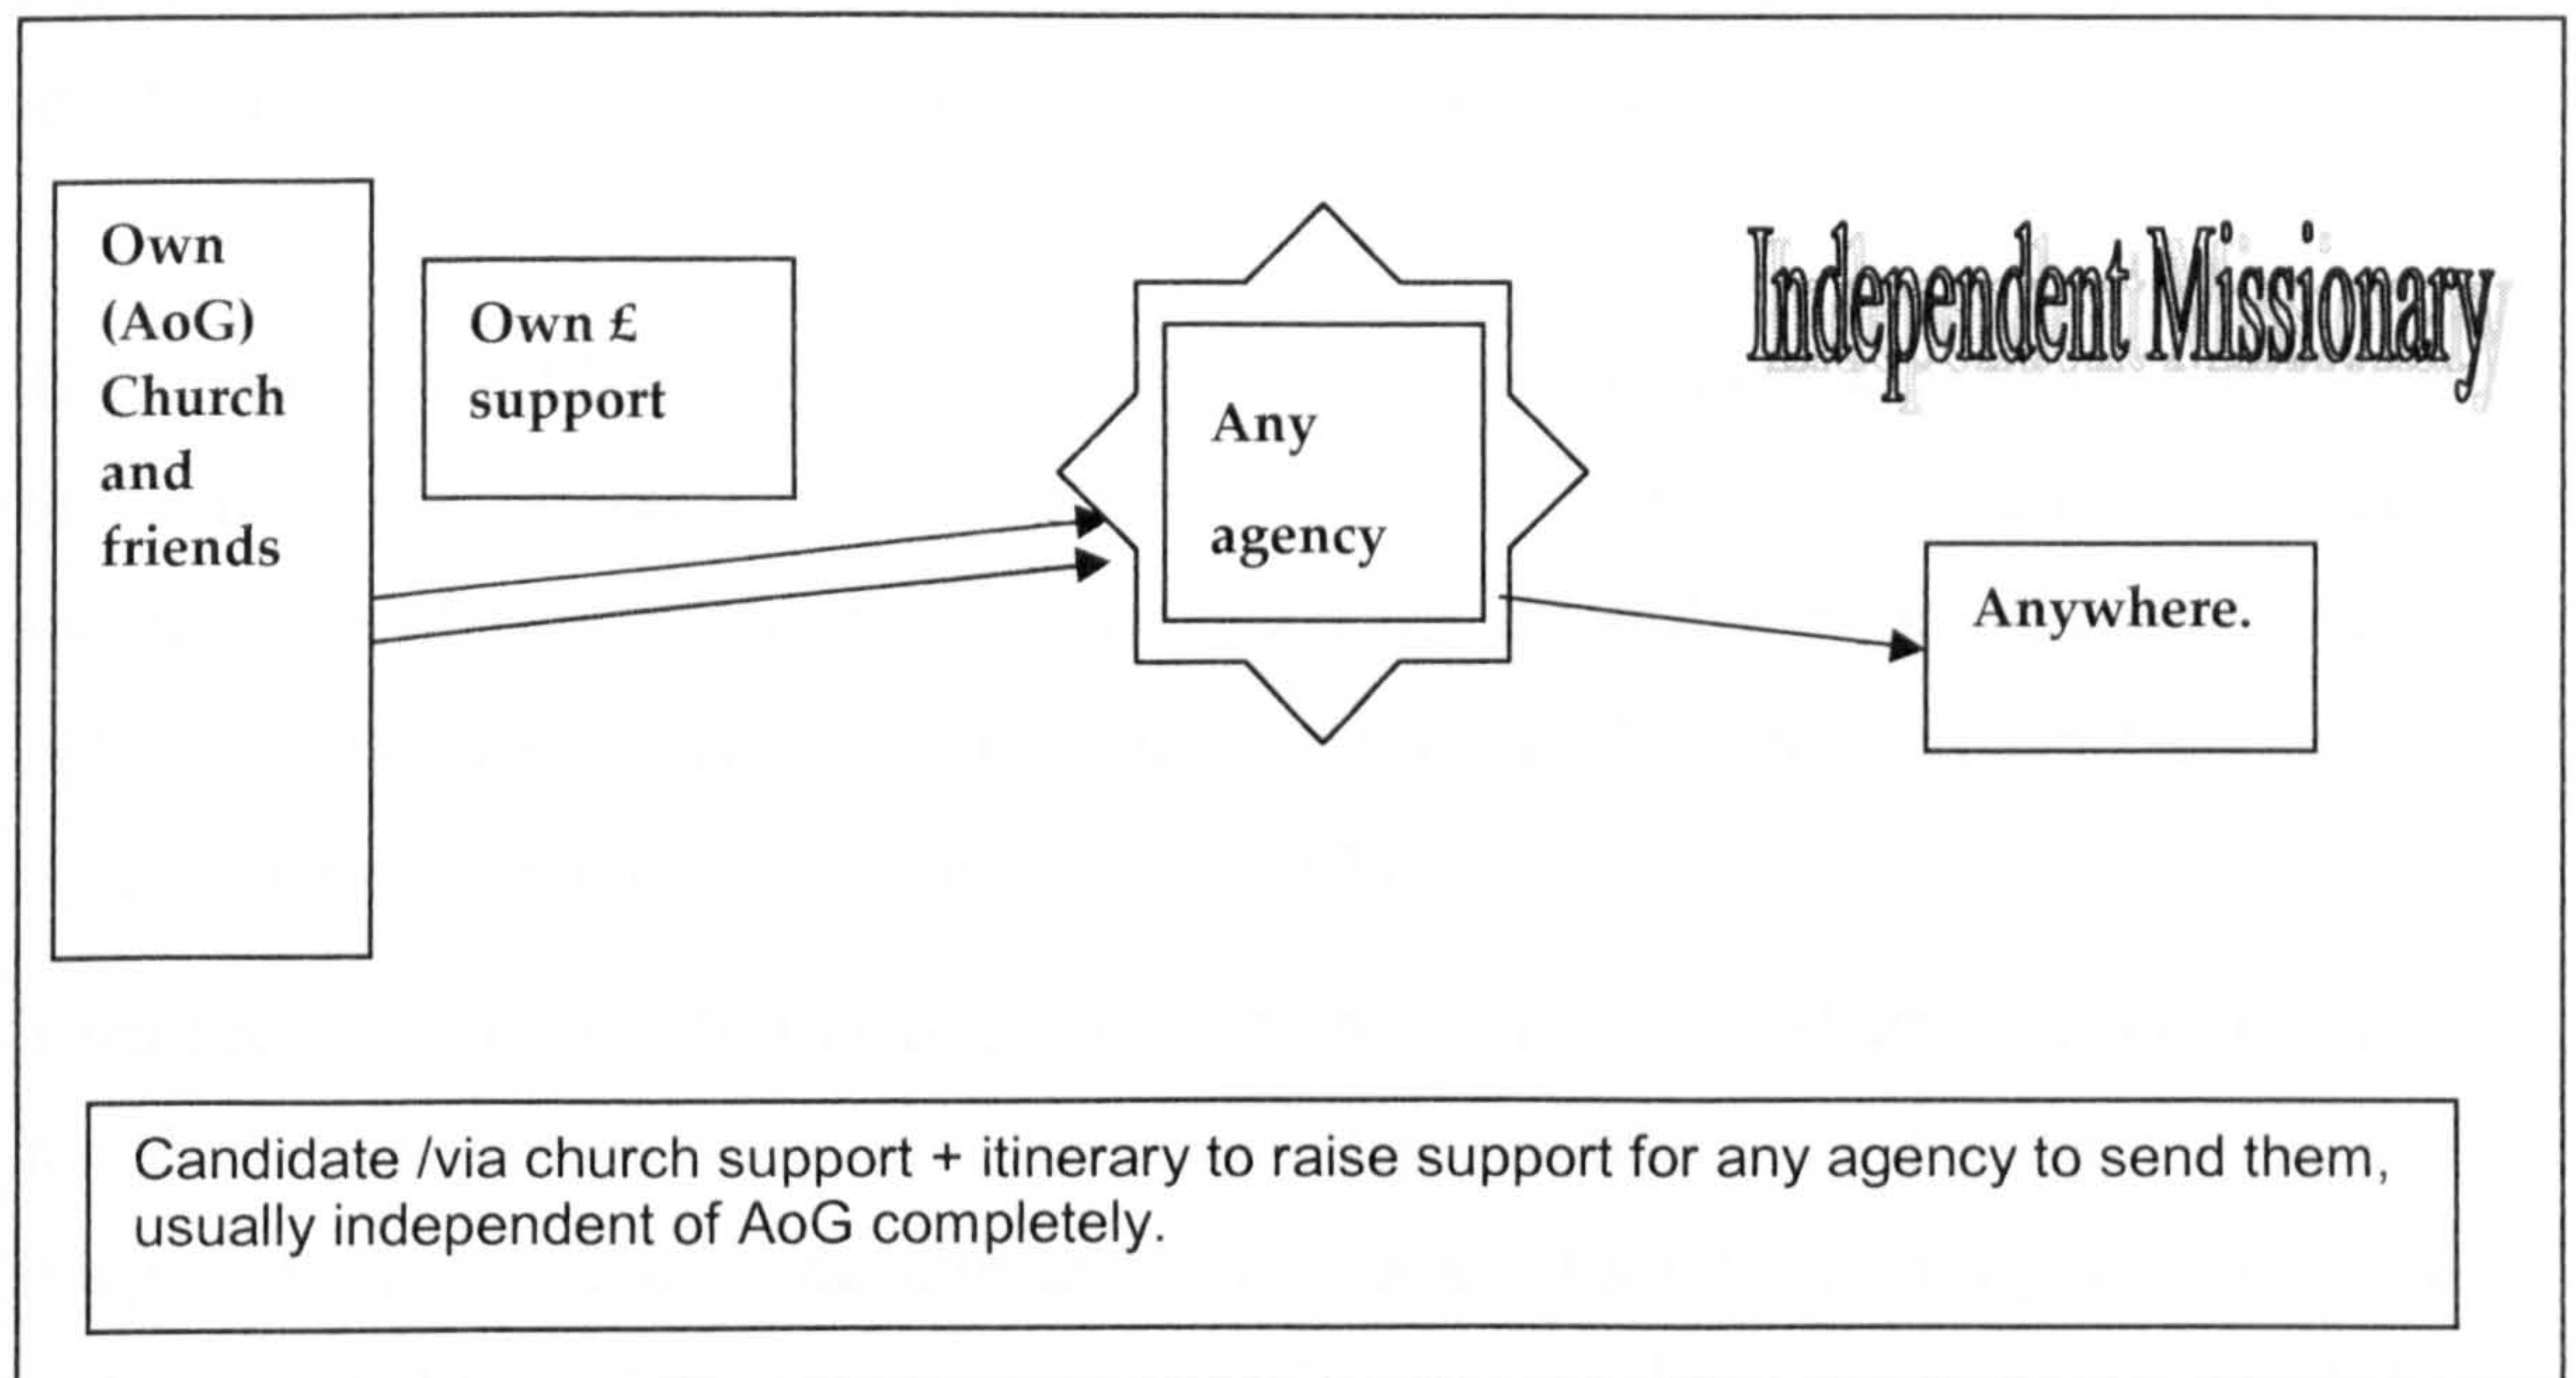 Own
(AoG)
Church
and
friends
Own £
support
Any
agency
Independent Missionary
Anywhere.
Candidate /via church support + itinerary to raise support for any agency to send them,
usually independent of AoG completely.